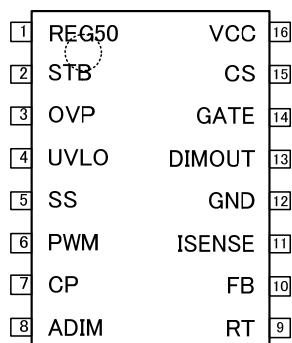 1 REG50 VCC 16
2 STB CS 15
3 OVP GATE 14
4 UVLO DIMOUT 13
5 SS GND 12
6 PWM ISENSE 11
7 CP FB 10
8 ADIM RT 9